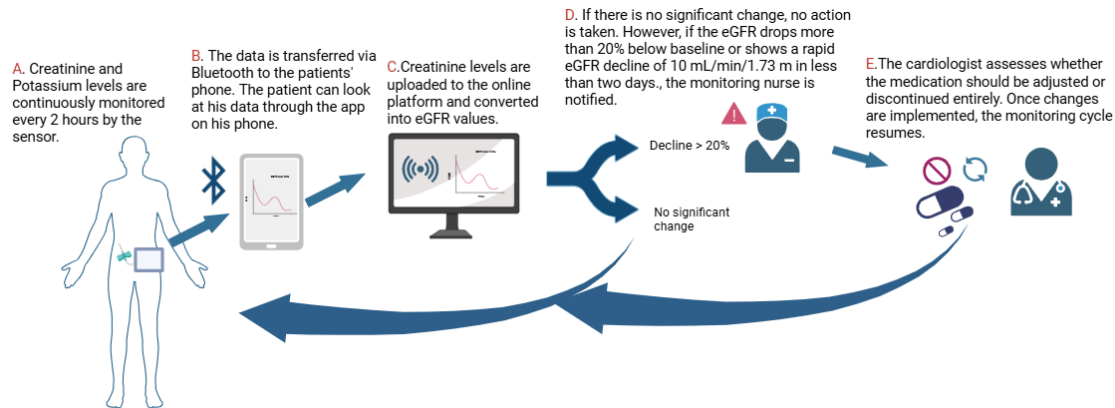 A. Creatinine and
Potassium levels are
continuously monitored
every 2 hours by the
sensor.
B. The data is transferred via
Bluetooth to the patients'
phone. The patient can look
at his data through the app
on his phone.
C.Creatinine levels are
uploaded to the online
platform and converted
into eGFR values.
D. If there is no significant change, no action
is taken. However, if the eGFR drops more
than 20% below baseline or shows a rapid
eGFR decline of 10 mL/min/1.73 m in less
than two days., the monitoring nurse is
notified.
Decline > 20%
No significant
change
E.The cardiologist assesses whether
the medication should be adjusted or
discontinued entirely. Once changes
are implemented, the monitoring cycle
resumes.